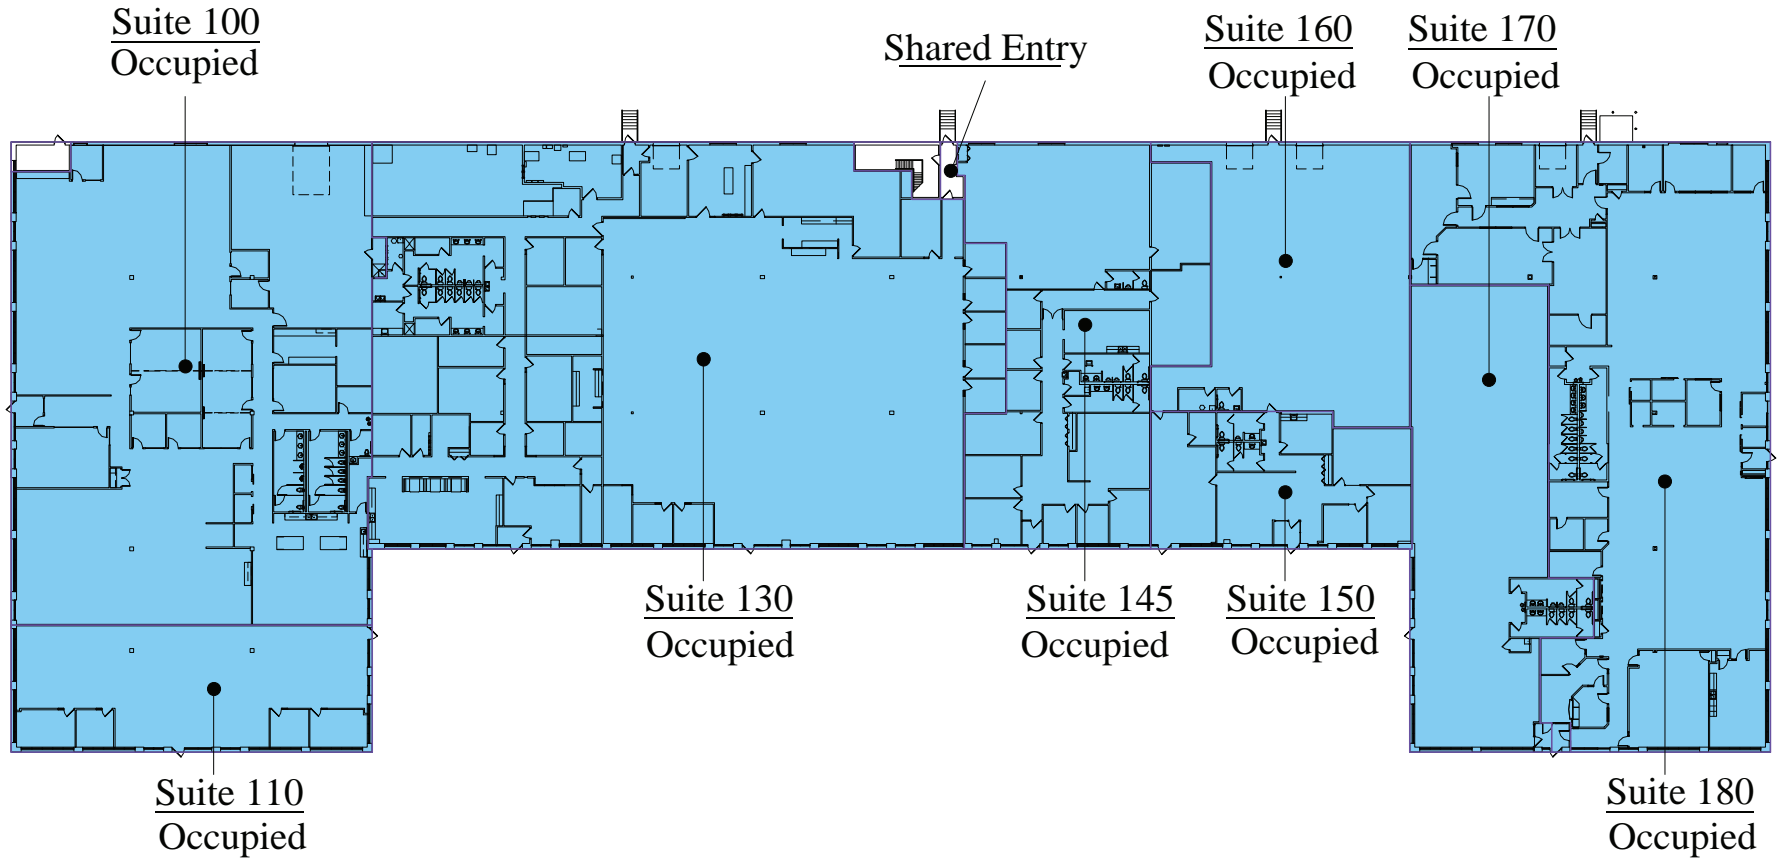 Suite 100
Occupied
Shared Entry
Suite 160
Occupied
Suite 170
Occupied
Suite 130
Occupied
Suite 145
Occupied
Suite 150
Occupied
Suite 110
Occupied
Suite 180
Occupied